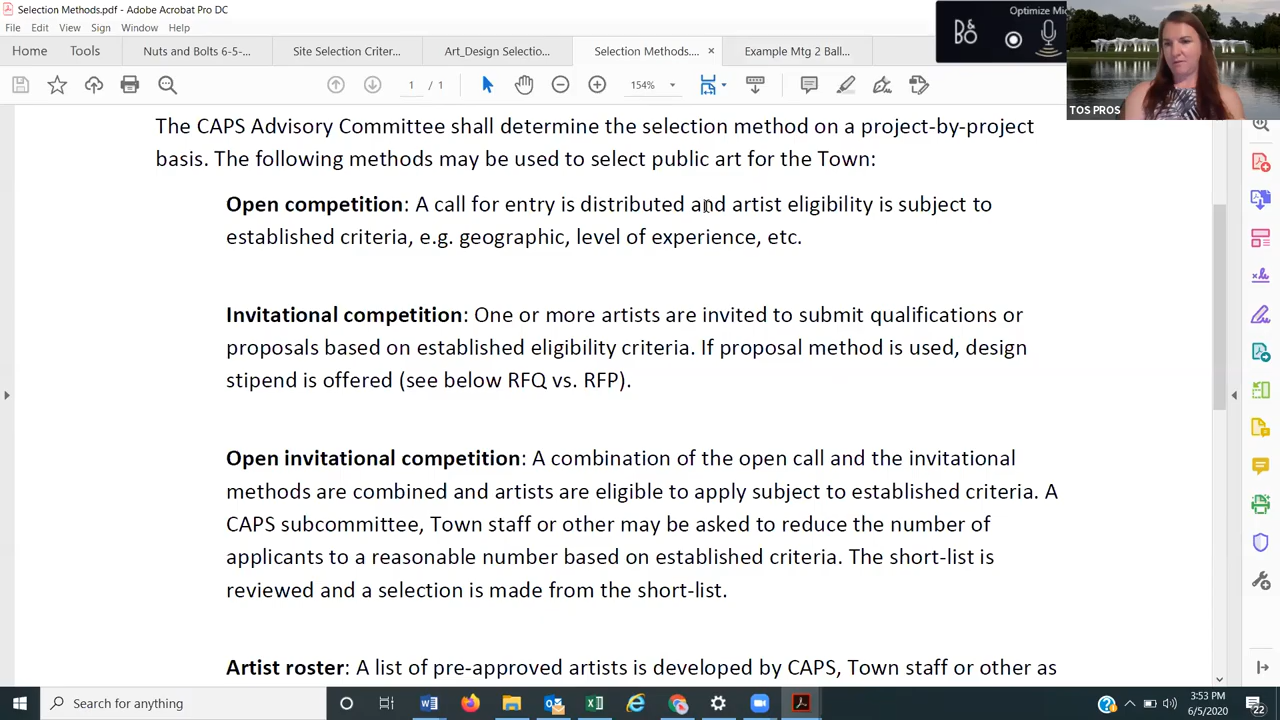 Selection Methods.pdf - Adobe Acrobat Pro DC
Optimize Mi
File Edit View Sign Window Help
B&O
Home Tools Nuts and Bolts 6-5-... Site Selection Criter... Art_Design Selectio... Selection Methods.... × Example Mtg 2 Ball...
1 / 1 154%
TOS PROS
The CAPS Advisory Committee shall determine the selection method on a project-by-project
basis. The following methods may be used to select public art for the Town:
Open competition: A call for entry is distributed and artist eligibility is subject to
established criteria, e.g. geographic, level of experience, etc.
Invitational competition: One or more artists are invited to submit qualifications or
proposals based on established eligibility criteria. If proposal method is used, design
stipend is offered (see below RFQ vs. RFP).
Open invitational competition: A combination of the open call and the invitational
methods are combined and artists are eligible to apply subject to established criteria. A
CAPS subcommittee, Town staff or other may be asked to reduce the number of
applicants to a reasonable number based on established criteria. The short-list is
reviewed and a selection is made from the short-list.
Artist roster: A list of pre-approved artists is developed by CAPS, Town staff or other as
Search for anything
3:53 PM
6/5/2020
22